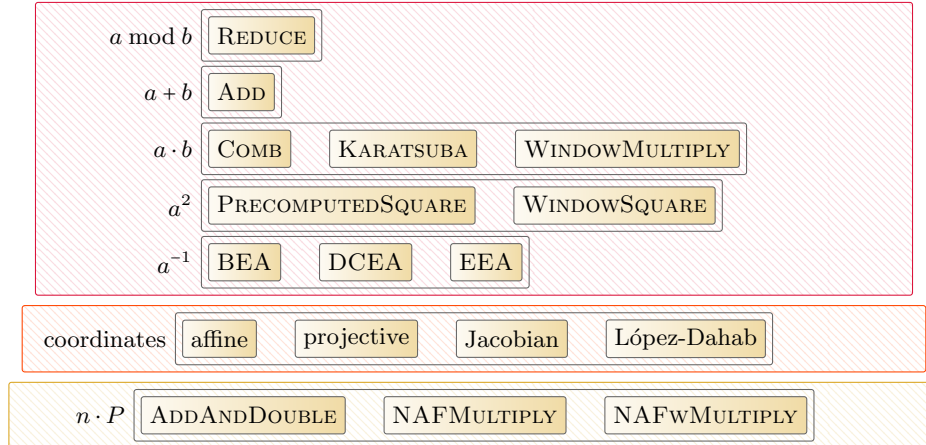 a mod b REDUCE
a + b ADD
a · b COMB KARATSUBA WINDOWMULTIPLY
a² PRECOMPUTEDSQUARE WINDOWSQUARE
a⁻¹ BEA DCEA EEA
coordinates affine projective Jacobian López-Dahab
n · P ADDANDDOUBLE NAFMULTIPLY NAFWMULTIPLY